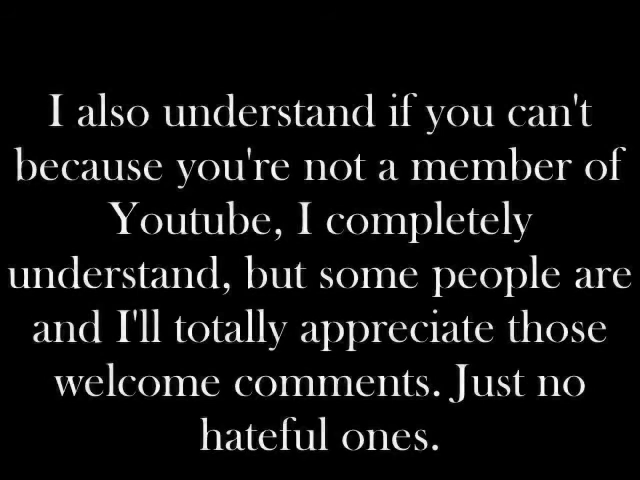 I also understand if you can't
because you're not a member of
Youtube, I completely
understand, but some people are
and I'll totally appreciate those
welcome comments. Just no
hateful ones.